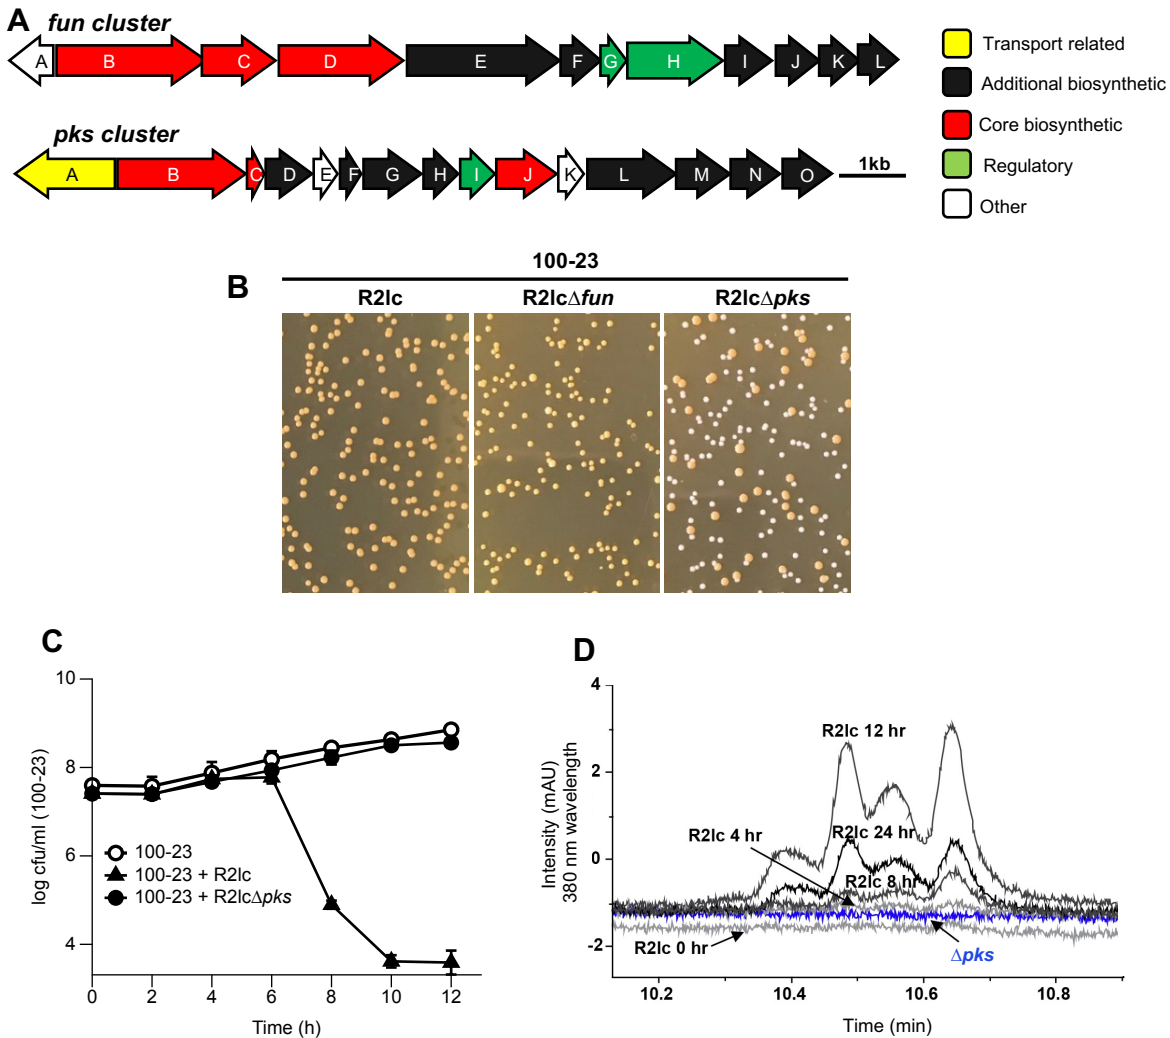 A
fun cluster
A B C D E F G H I J K L
pks cluster
A B C D E F G H I J K L M N O
1kb
Transport related
Additional biosynthetic
Core biosynthetic
Regulatory
Other
B
100-23
R2lc R2lcΔfun R2lcΔpks
C
10
8
6
4
log cfu/ml (100-23)
100-23
100-23 + R2lc
100-23 + R2lcΔpks
0 2 4 6 8 10 12
Time (h)
D
4
2
0
-2
Intensity (mAU)
380 nm wavelength
R2lc 12 hr
R2lc 4 hr
R2lc 24 hr
R2lc 8 hr
R2lc 0 hr
Δpks
10.2 10.4 10.6 10.8
Time (min)